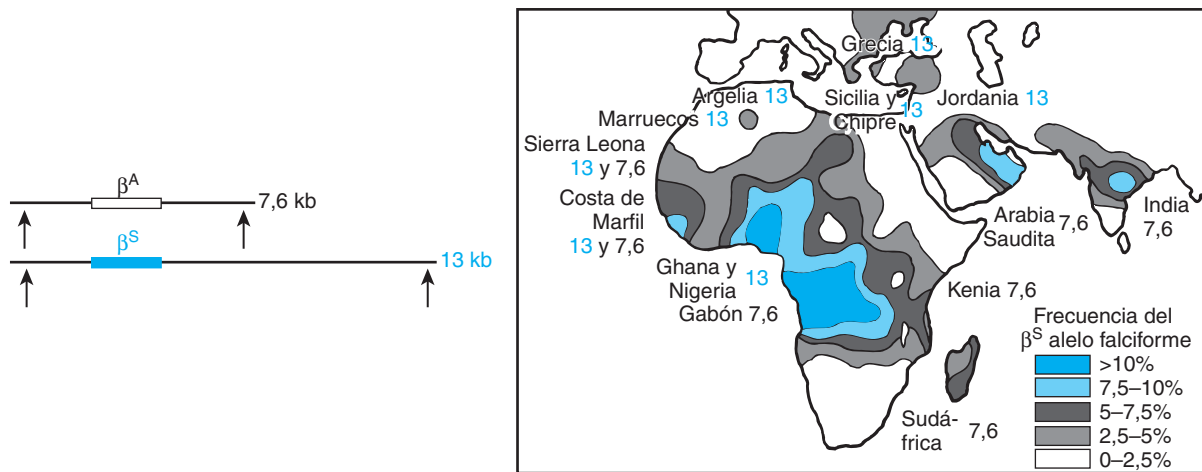 β^A
7,6 kb
β^S
13 kb
Grecia 13
Argelia 13
Sicilia y
Chipre
13
Jordania 13
Marruecos 13
Sierra Leona
13 y 7,6
Costa de
Marfil
13 y 7,6
Arabia
Saudita
7,6
India
7,6
Ghana y
Nigeria
13
Gabón 7,6
Kenia 7,6
Sudá-
frica
7,6
Frecuencia del
β^S alelo falciforme
>10%
7,5–10%
5–7,5%
2,5–5%
0–2,5%